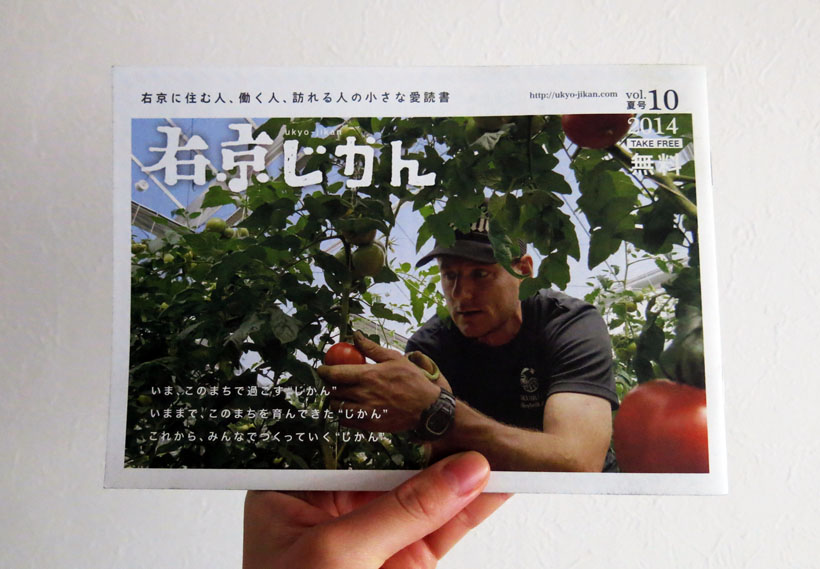 右京に住む人、働く人、訪れる人の小さな愛読書
http://ukyo-jikan.com
vol.10
夏号
2014
TAKE FREE
無料
ukyo-jikan
右京じかん
いま、このまちで過ごす“じかん”
いままで、このまちを育んできた“じかん”
これから、みんなでつくっていく“じかん”